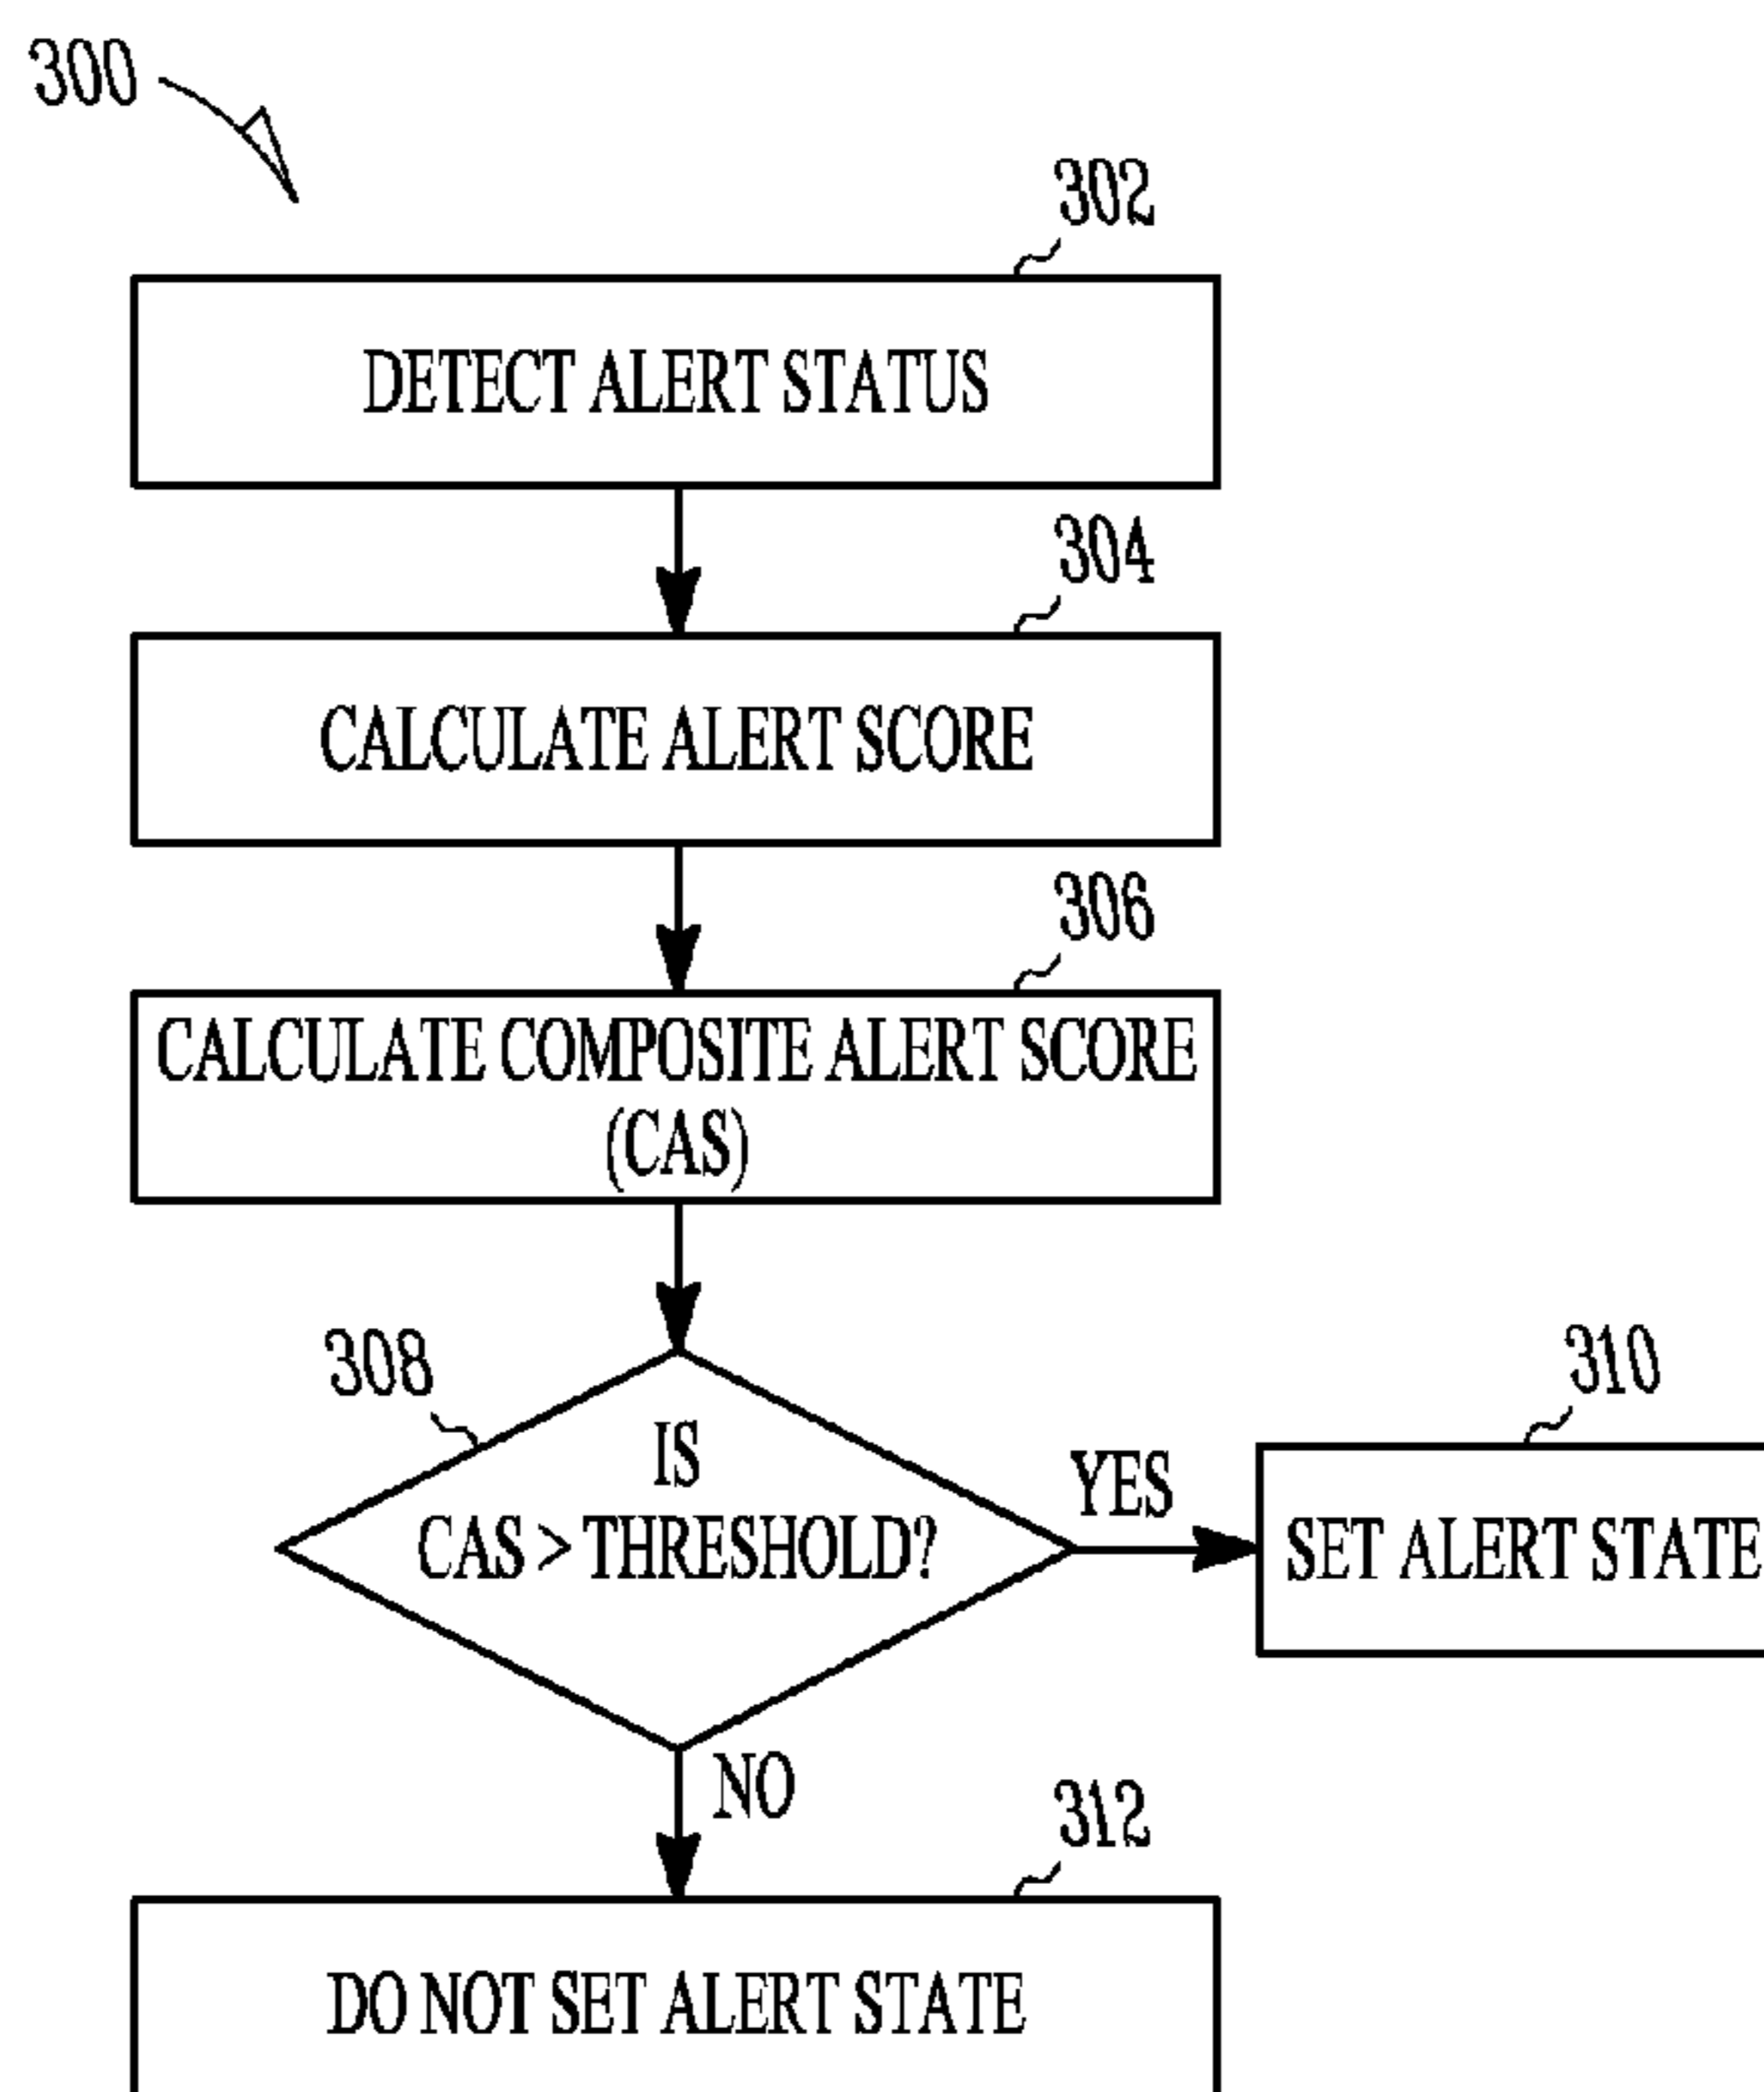 300
302
DETECT ALERT STATUS
304
CALCULATE ALERT SCORE
306
CALCULATE COMPOSITE ALERT SCORE
(CAS)
308
IS
CAS > THRESHOLD?
YES
310
SET ALERT STATE
NO
312
DO NOT SET ALERT STATE